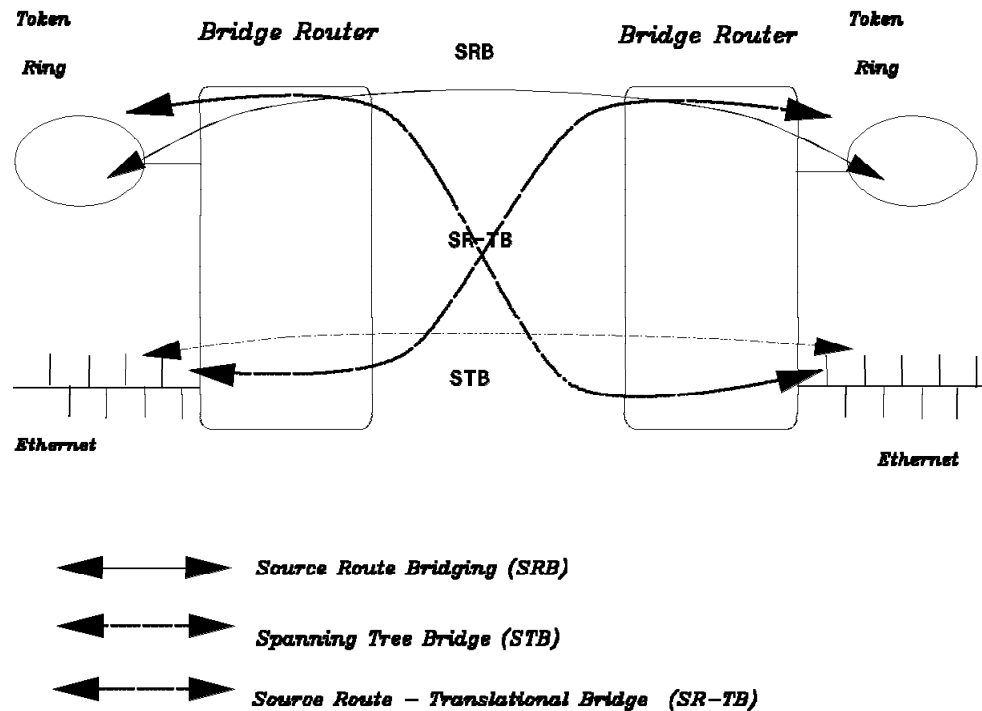 Token
Ring
Bridge Router
SRB
Bridge Router
Token
Ring
SR-TB
STB
Ethernet
Ethernet
Source Route Bridging (SRB)
Spanning Tree Bridge (STB)
Source Route - Translational Bridge (SR-TB)